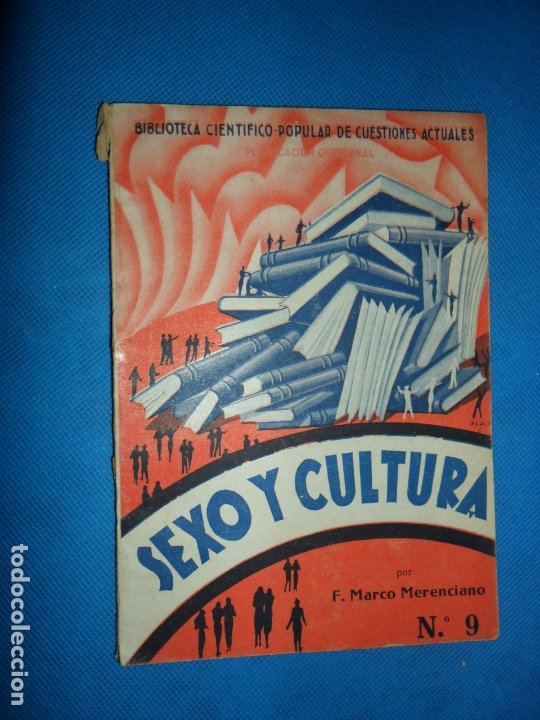 BIBLIOTECA CIENTIFICO-POPULAR DE CUESTIONES ACTUALES
SEXO Y CULTURA
por
F. Marco Merenciano
N.º 9
todocoleccion